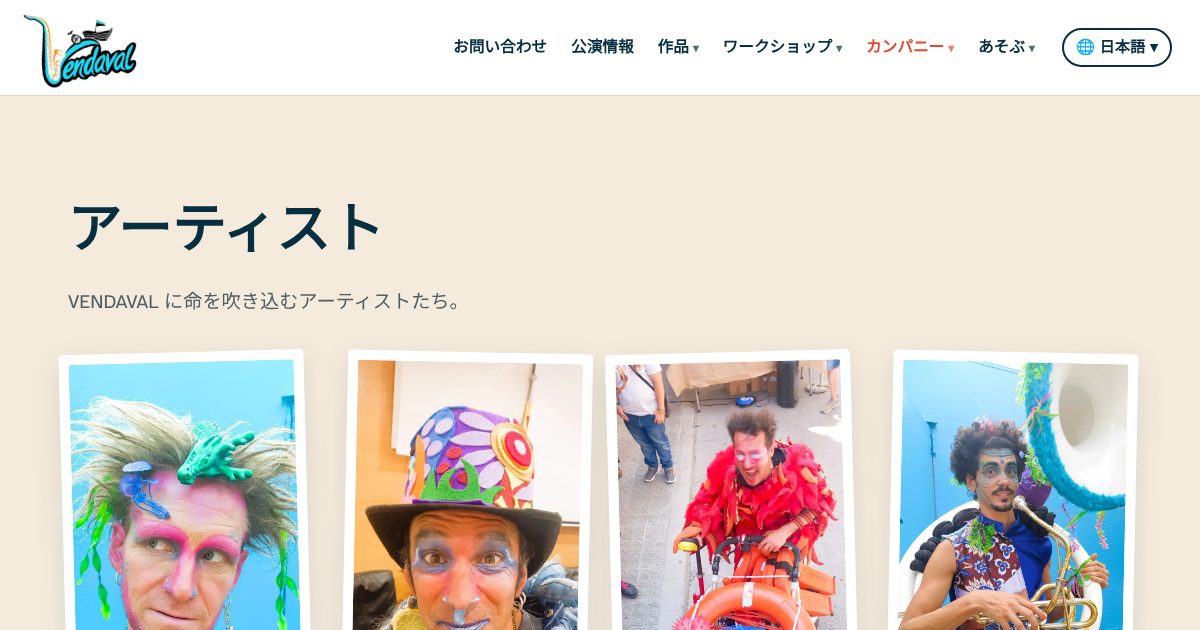 Vendaval
お問い合わせ 公演情報 作品 ▾ ワークショップ ▾ カンパニー ▾ あそぶ ▾ 🌐 日本語 ▾
アーティスト
VENDAVAL に命を吹き込むアーティストたち。